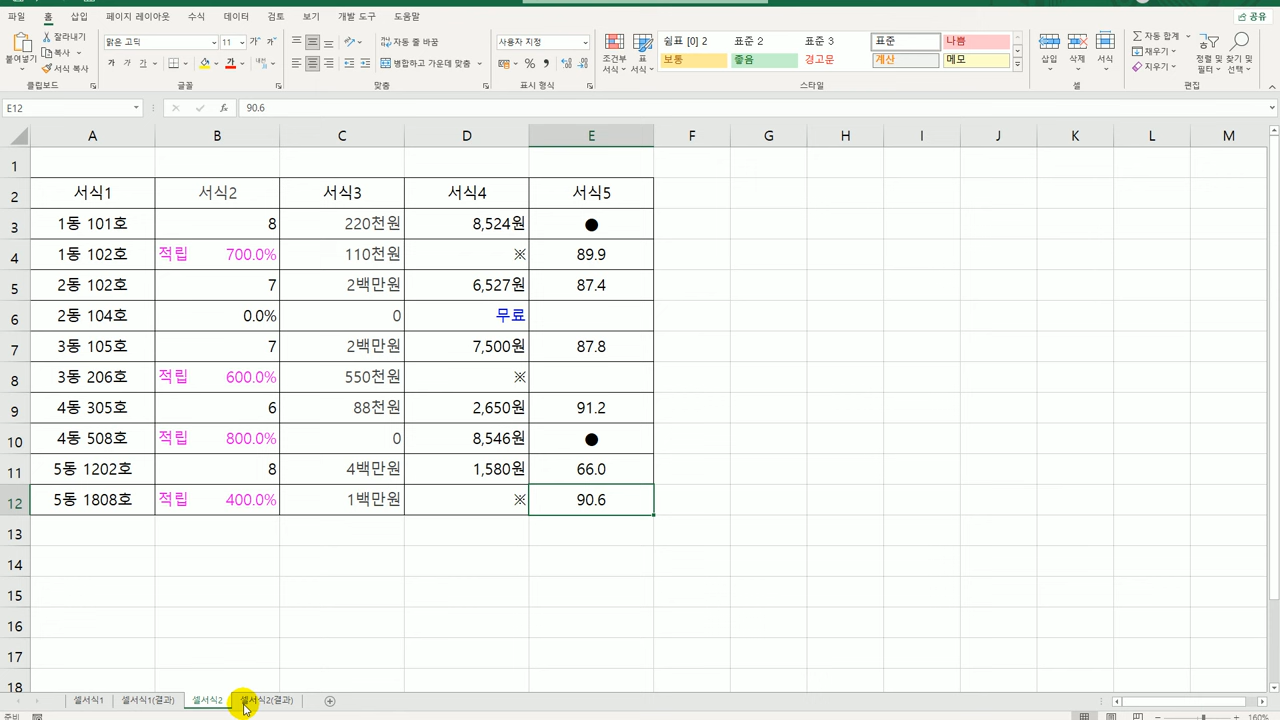 파일 홈 삽입 페이지 레이아웃 수식 데이터 검토 보기 개발 도구 도움말 공유
붙여넣기 잘라내기 복사 서식 복사 클립보드
맑은 고딕 11 가 가 가 가 가 가 글꼴
자동 줄 바꿈 병합하고 가운데 맞춤 맞춤
사용자 지정 % 표시 형식
조건부 서식 표 서식 쉼표 [0] 2 표준 2 표준 3 표준 나쁨
보통 좋음 경고문 계산 메모 스타일
삽입 삭제 서식 셀
자동 합계 채우기 지우기 정렬 및 필터 찾기 및 선택 편집
E12 fx 90.6
A B C D E F G H I J K L M
1
2 서식1 서식2 서식3 서식4 서식5
3 1동 101호 8 220천원 8,524원 ●
4 1동 102호 적립 700.0% 110천원 ※ 89.9
5 2동 102호 7 2백만원 6,527원 87.4
6 2동 104호 0.0% 0 무료
7 3동 105호 7 2백만원 7,500원 87.8
8 3동 206호 적립 600.0% 550천원 ※
9 4동 305호 6 88천원 2,650원 91.2
10 4동 508호 적립 800.0% 0 8,546원 ●
11 5동 1202호 8 4백만원 1,580원 66.0
12 5동 1808호 적립 400.0% 1백만원 ※ 90.6
13
14
15
16
17
18
셀서식1 셀서식1(결과) 셀서식2 셀서식2(결과)
준비 160%